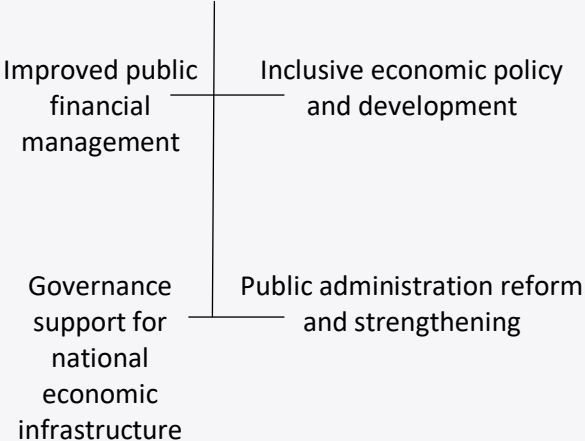 Improved public
financial
management
Inclusive economic policy
and development
Governance
support for
national
economic
infrastructure
Public administration reform
and strengthening